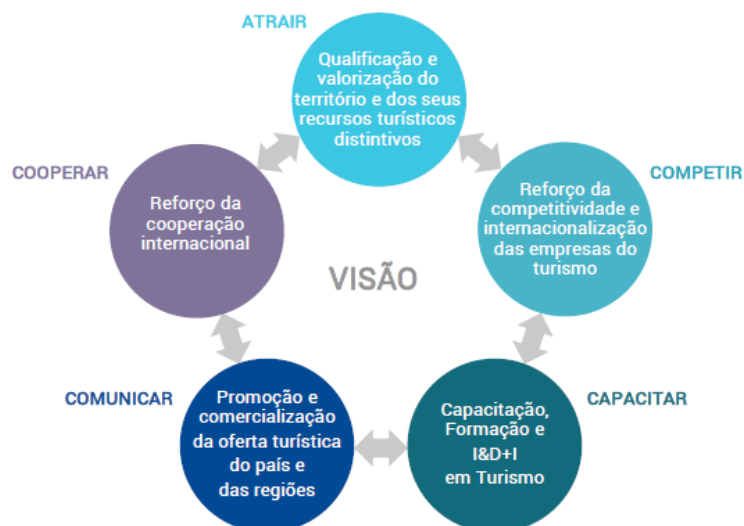 ATRAIR
Qualificação e
valorização do
território e dos seus
recursos turísticos
distintivos
COOPERAR
Reforço da
cooperação
internacional
COMPETIR
Reforço da
competitividade e
internacionalização
das empresas do
turismo
VISÃO
COMUNICAR
Promoção e
comercialização
da oferta turística
do país e
das regiões
CAPACITAR
Capacitação,
Formação e
I&D+I
em Turismo